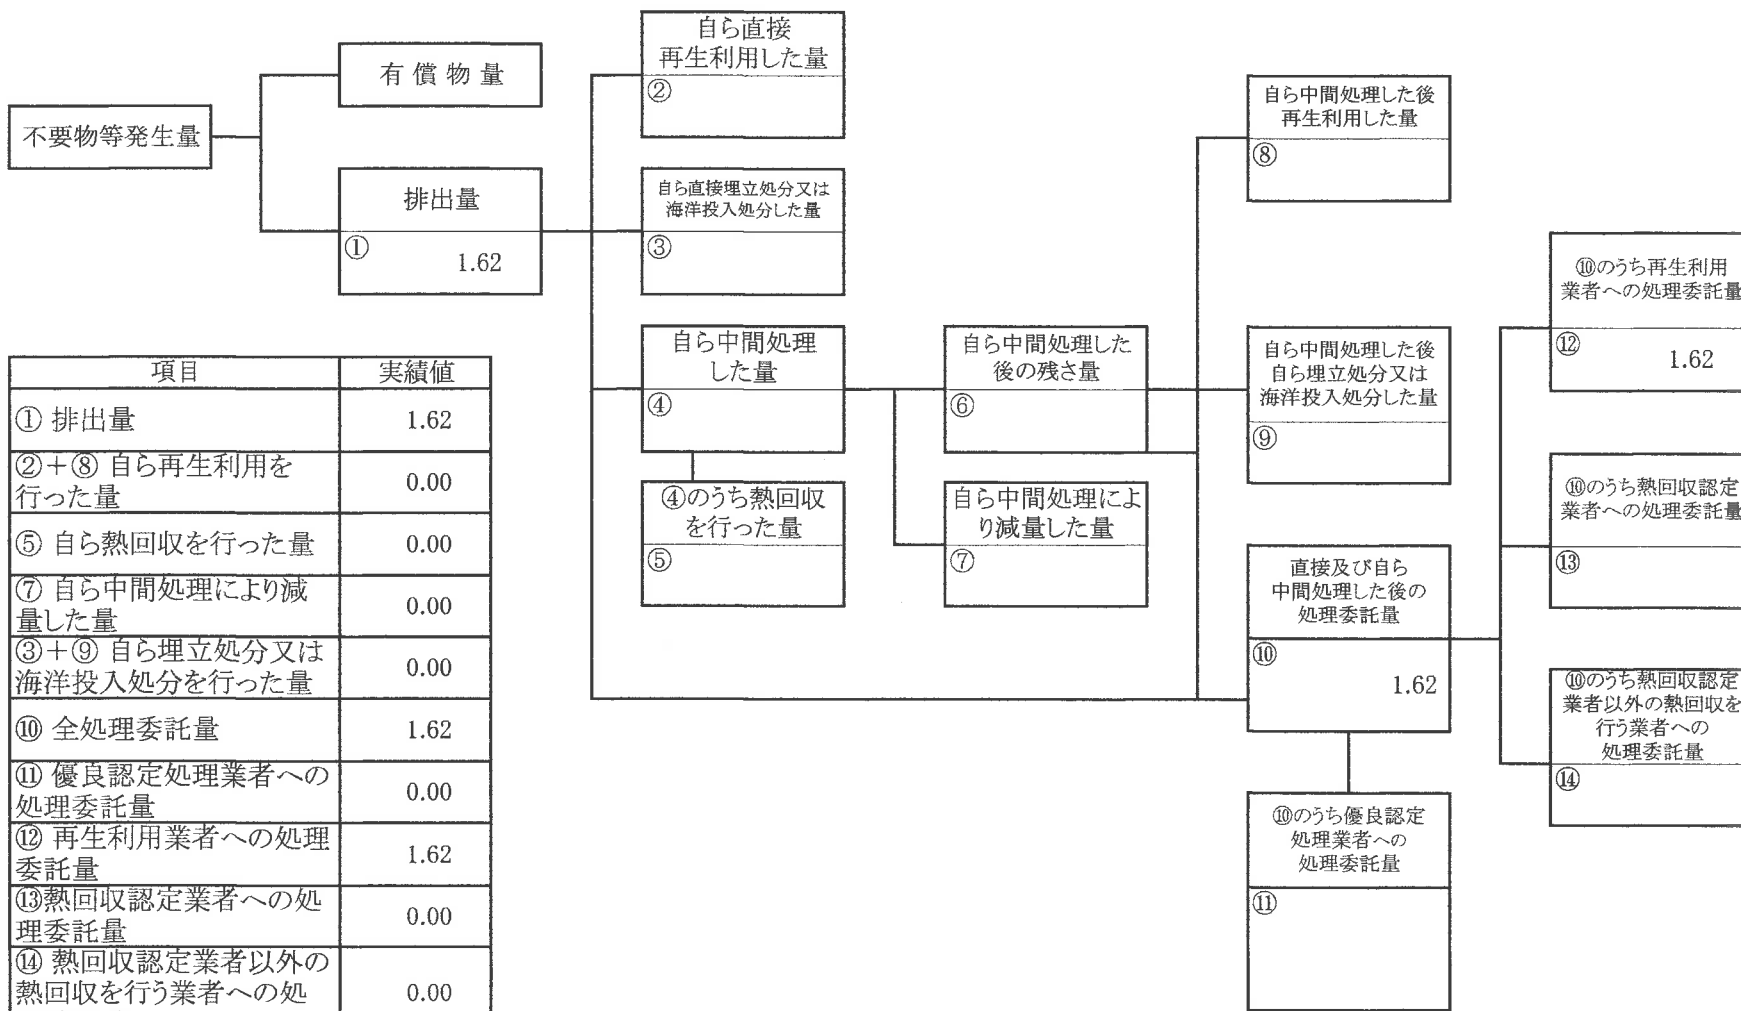 不要物等発生量
有償物量
排出量
①
1.62
自ら直接
再生利用した量
②
自ら直接埋立処分又は
海洋投入処分した量
③
自ら中間処理
した量
④
④のうち熱回収
を行った量
⑤
自ら中間処理した
後の残さ量
⑥
自ら中間処理によ
り減量した量
⑦
自ら中間処理した後
再生利用した量
⑧
自ら中間処理した後
自ら埋立処分又は
海洋投入処分した量
⑨
直接及び自ら
中間処理した後の
処理委託量
⑩
1.62
⑩のうち優良認定
処理業者への
処理委託量
⑪
⑩のうち再生利用
業者への処理委託量
⑫
1.62
⑩のうち熱回収認定
業者への処理委託量
⑬
⑩のうち熱回収認定
業者以外の熱回収を
行う業者への
処理委託量
⑭
項目 実績値
① 排出量 1.62
②+⑧ 自ら再生利用を
行った量 0.00
⑤ 自ら熱回収を行った量 0.00
⑦ 自ら中間処理により減
量した量 0.00
③+⑨ 自ら埋立処分又は
海洋投入処分を行った量 0.00
⑩ 全処理委託量 1.62
⑪ 優良認定処理業者への
処理委託量 0.00
⑫ 再生利用業者への処理
委託量 1.62
⑬熱回収認定業者への処
理委託量 0.00
⑭ 熱回収認定業者以外の
熱回収を行う業者への処 0.00